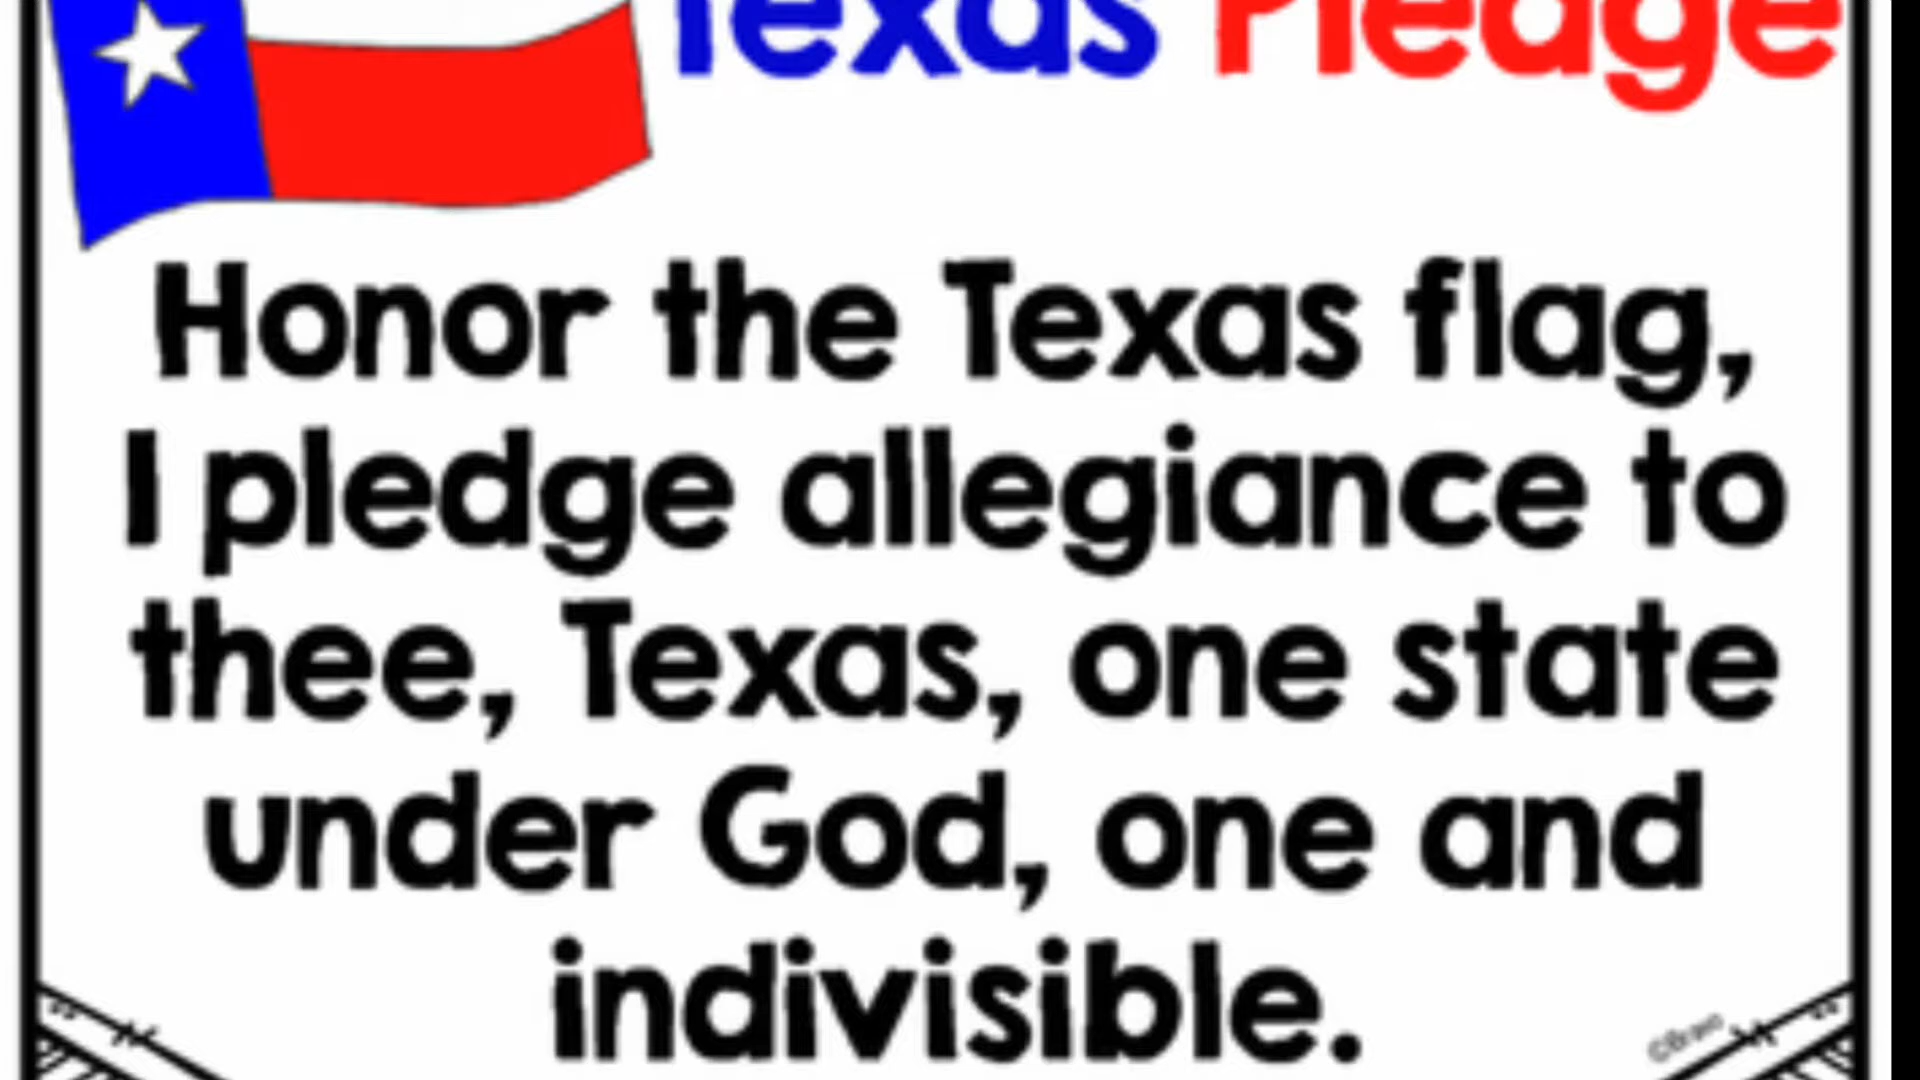 Texas Pledge
Honor the Texas flag,
I pledge allegiance to
thee, Texas, one state
under God, one and
indivisible.